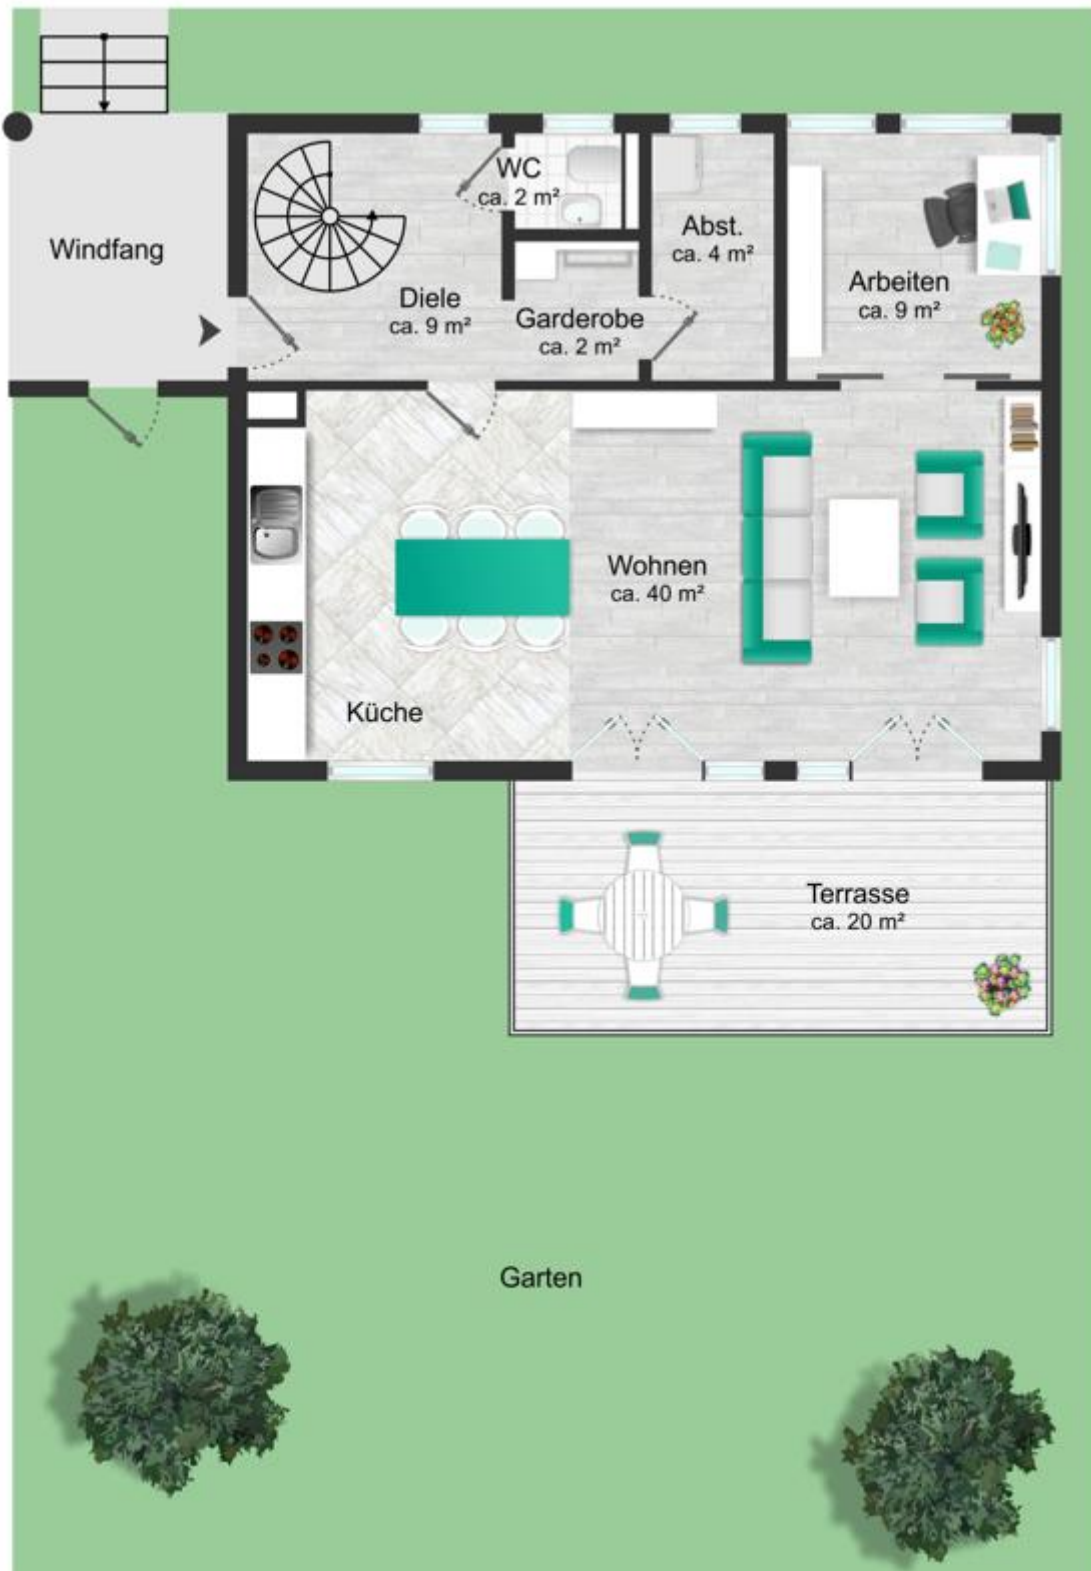 Windfang
WC
ca. 2 m²
Diele
ca. 9 m²
Garderobe
ca. 2 m²
Abst.
ca. 4 m²
Arbeiten
ca. 9 m²
Wohnen
ca. 40 m²
Küche
Terrasse
ca. 20 m²
Garten